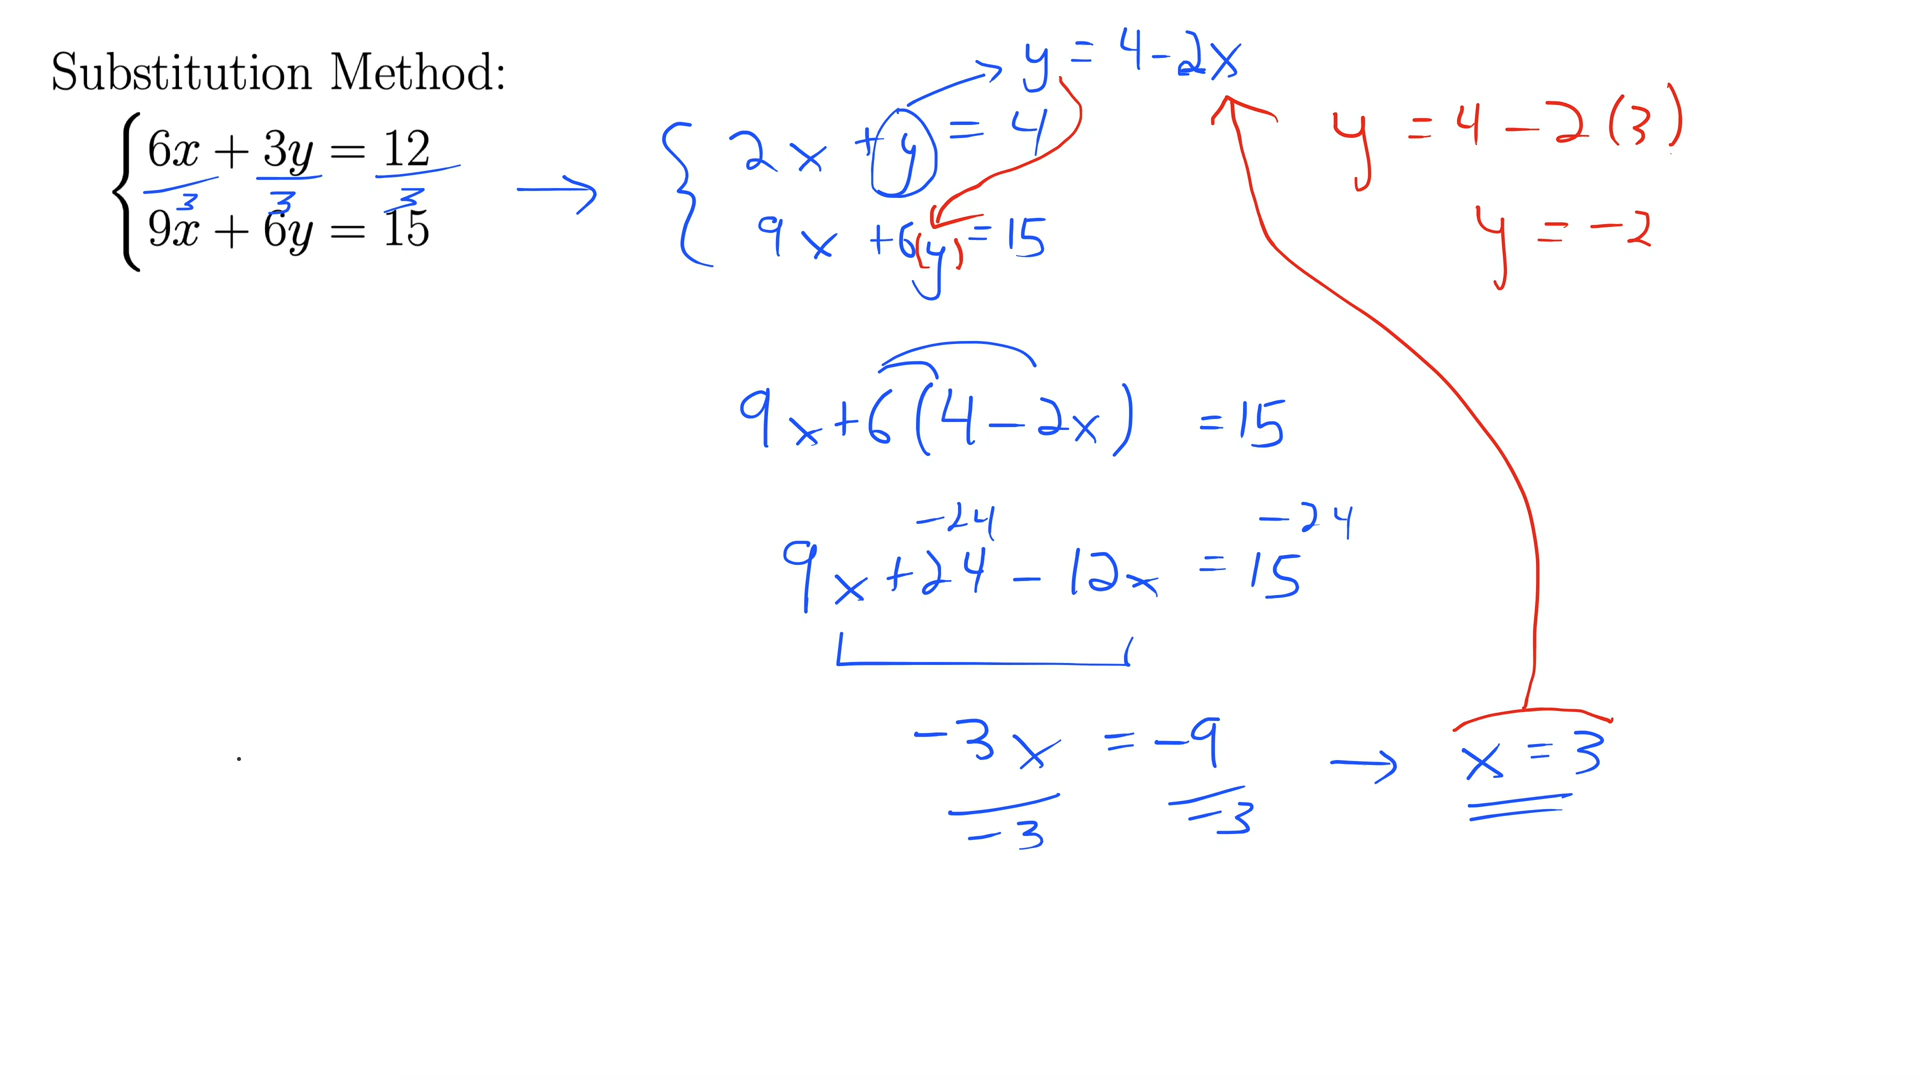 Substitution Method:
6x + 3y = 12
3 3 3
9x + 6y = 15
→
y = 4-2x
2x + y = 4
9x + 6(y) = 15
9x+6(4-2x) = 15
-24 -24
9x+24-12x = 15
-3x = -9
-3 -3
→ x = 3
y = 4-2(3)
y = -2